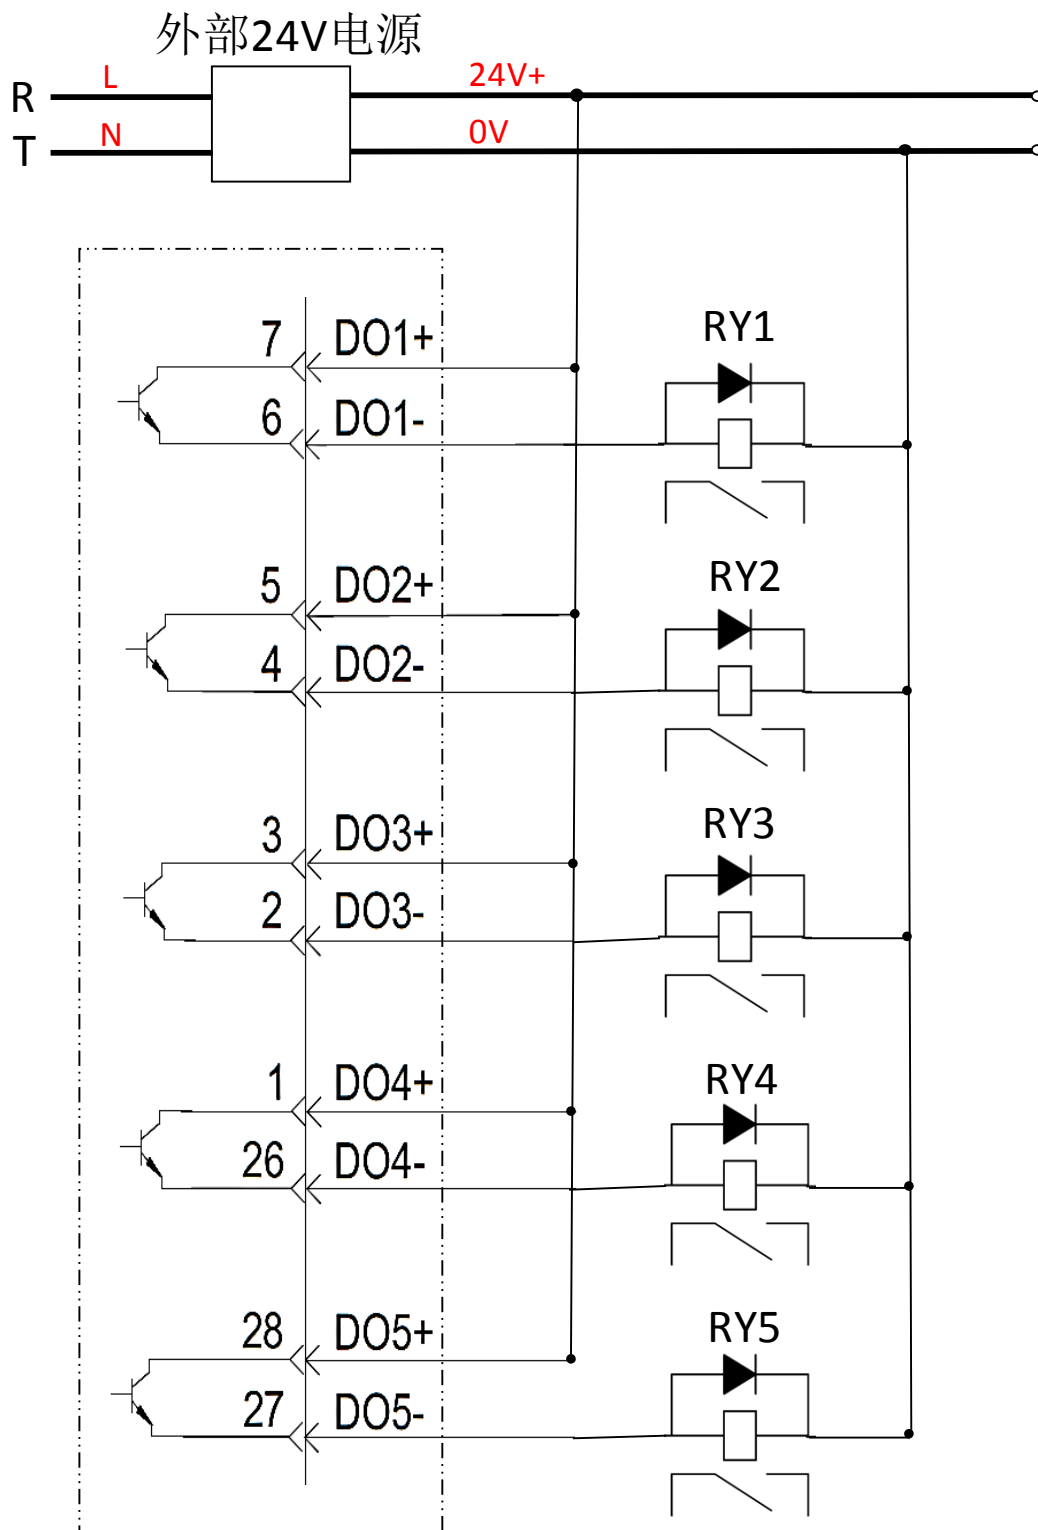 外部24V电源
R L 24V+
T N 0V
7 DO1+ RY1
6 DO1-
5 DO2+ RY2
4 DO2-
3 DO3+ RY3
2 DO3-
1 DO4+ RY4
26 DO4-
28 DO5+ RY5
27 DO5-